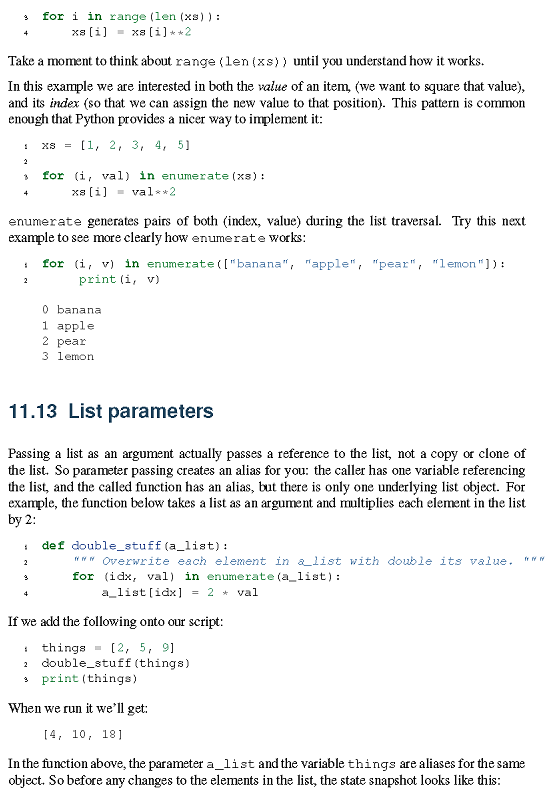 3 for i in range(len(xs)):
4     xs[i] = xs[i]**2
Take a moment to think about range(len(xs)) until you understand how it works.
In this example we are interested in both the value of an item, (we want to square that value),
and its index (so that we can assign the new value to that position). This pattern is common
enough that Python provides a nicer way to implement it:
1 xs = [1, 2, 3, 4, 5]
2
3 for (i, val) in enumerate(xs):
4     xs[i] = val**2
enumerate generates pairs of both (index, value) during the list traversal. Try this next
example to see more clearly how enumerate works:
1 for (i, v) in enumerate(["banana", "apple", "pear", "lemon"]):
2      print(i, v)
0 banana
1 apple
2 pear
3 lemon
11.13 List parameters
Passing a list as an argument actually passes a reference to the list, not a copy or clone of
the list. So parameter passing creates an alias for you: the caller has one variable referencing
the list, and the called function has an alias, but there is only one underlying list object. For
example, the function below takes a list as an argument and multiplies each element in the list
by 2:
1 def double_stuff(a_list):
2     """ Overwrite each element in a_list with double its value. """
3     for (idx, val) in enumerate(a_list):
4         a_list[idx] = 2 * val
If we add the following onto our script:
1 things = [2, 5, 9]
2 double_stuff(things)
3 print(things)
When we run it we'll get:
[4, 10, 18]
In the function above, the parameter a_list and the variable things are aliases for the same
object. So before any changes to the elements in the list, the state snapshot looks like this: